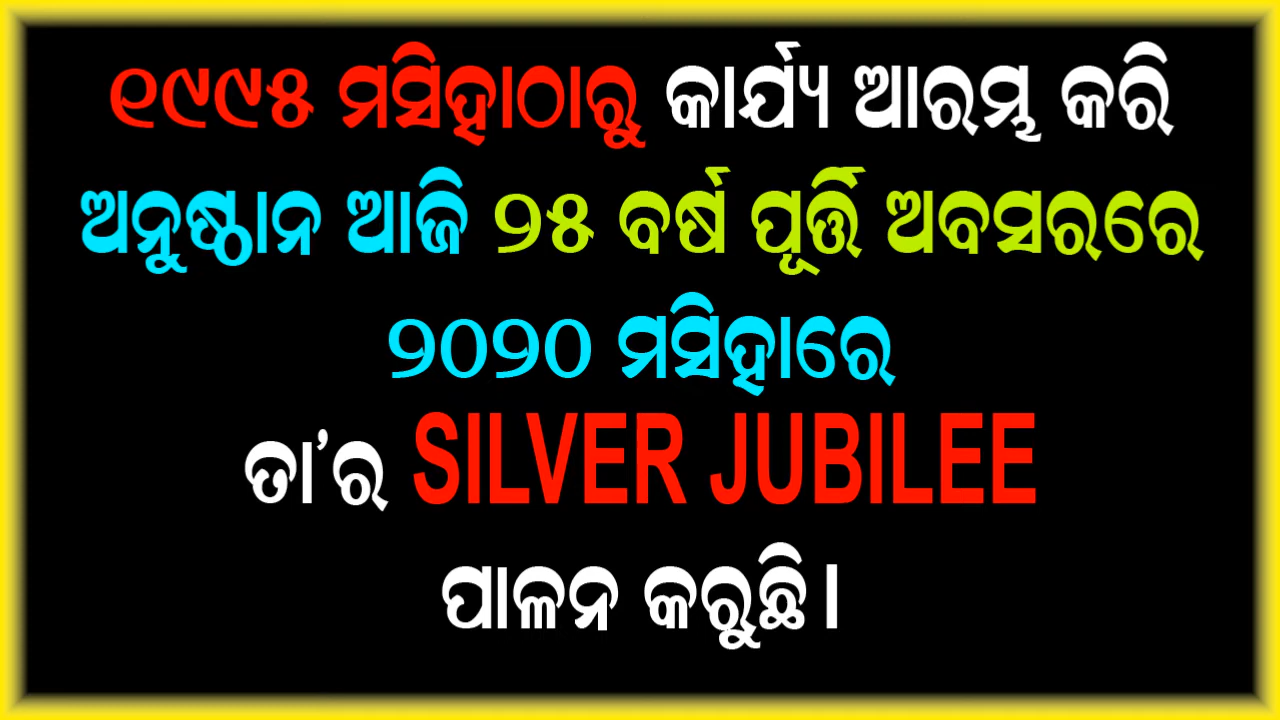 ୧୯୯୫ ମସିହାଠାରୁ କାର୍ଯ୍ୟ ଆରମ୍ଭ କରି
ଅନୁଷ୍ଠାନ ଆଜି ୨୫ ବର୍ଷ ପୂର୍ତ୍ତି ଅବସରରେ
୨୦୨୦ ମସିହାରେ
ତା’ର SILVER JUBILEE
ପାଳନ କରୁଛି।